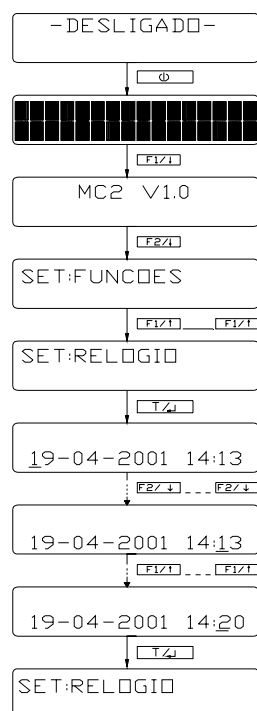 -DESLIGADO-
F1/↓
MC2 V1.0
F2/↓
SET:FUNCOES
F1/↑ ___ F1/↑
SET:RELOGIO
T/↵
19-04-2001 14:13
F2/↓ _ _ _ F2/↓
19-04-2001 14:13
F1/↑ _ _ _ F1/↑
19-04-2001 14:20
T/↵
SET:RELOGIO